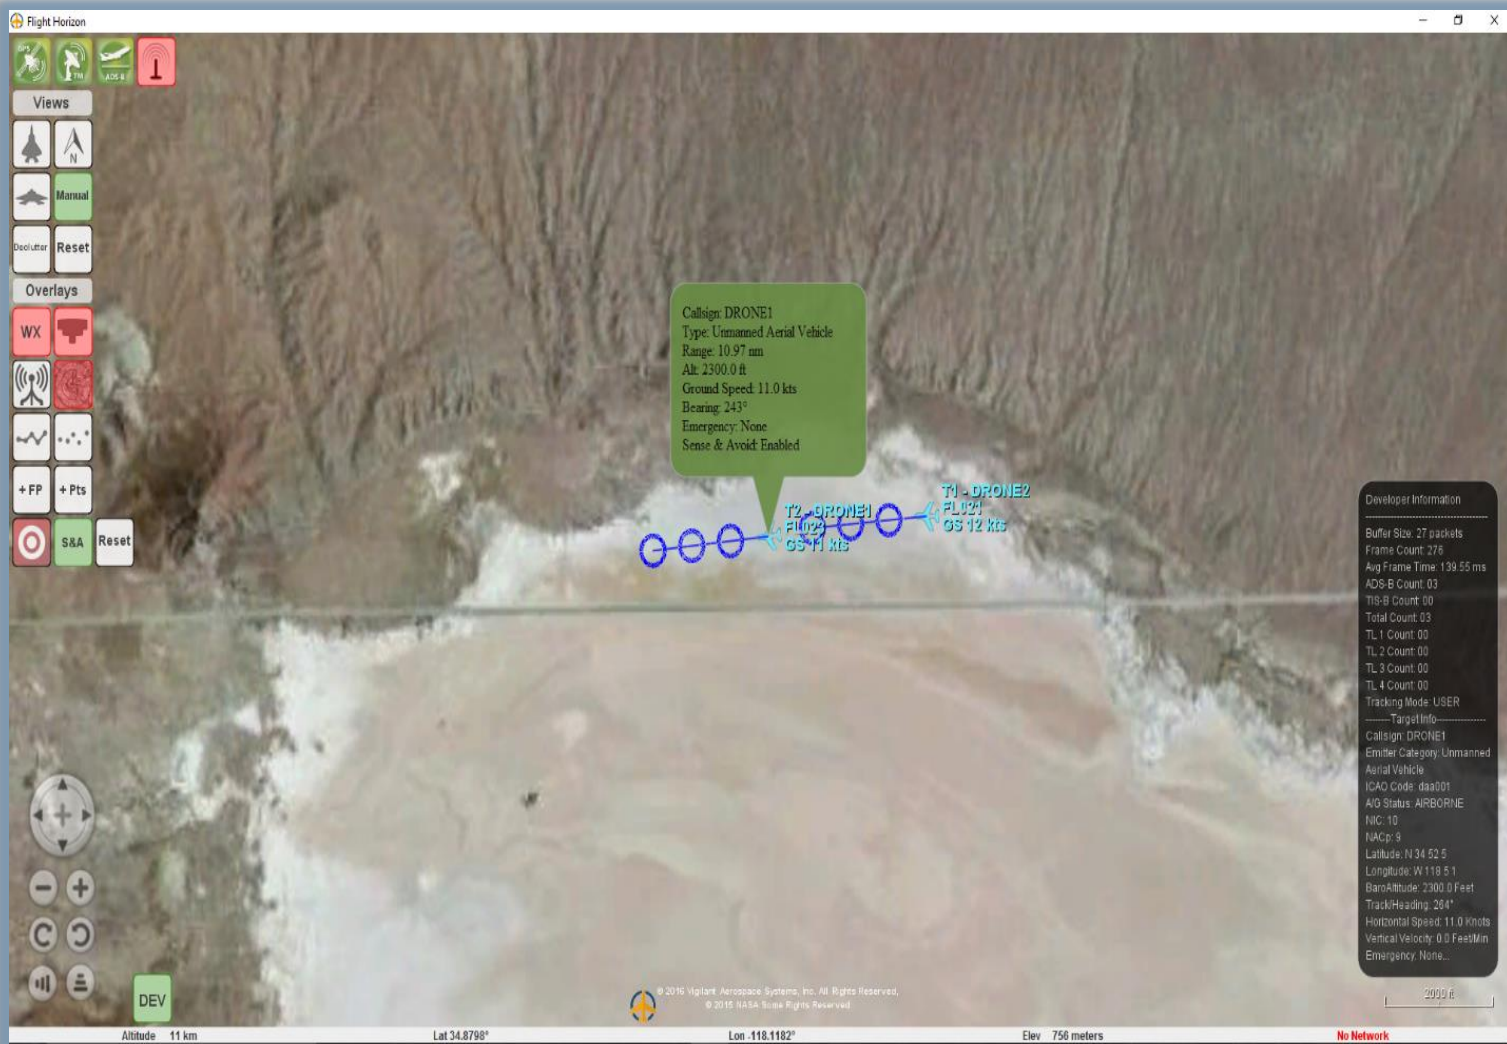 Flight Horizon
GPS
TM
ADS-B
Views
N
Manual
Declutter
Reset
Overlays
WX
+ FP
+ Pts
S&A
Reset
Callsign: DRONE1
Type: Unmanned Aerial Vehicle
Range: 10.97 nm
Alt: 2300.0 ft
Ground Speed: 11.0 kts
Bearing: 243°
Emergency: None
Sense & Avoid: Enabled
T2 - DRONE1
FL023
GS 11 kts
T1 - DRONE2
FL021
GS 12 kts
Developer Information
Buffer Size: 27 packets
Frame Count: 276
Avg Frame Time: 139.55 ms
ADS-B Count: 03
TIS-B Count: 00
Total Count: 03
TL 1 Count: 00
TL 2 Count: 00
TL 3 Count: 00
TL 4 Count: 00
Tracking Mode: USER
--------Target Info---------------
Callsign: DRONE1
Emitter Category: Unmanned
Aerial Vehicle
ICAO Code: daa001
A/G Status: AIRBORNE
NIC: 10
NACp: 9
Latitude: N 34 52 5
Longitude: W 118 5 1
BaroAltitude: 2300.0 Feet
Track/Heading: 264°
Horizontal Speed: 11.0 Knots
Vertical Velocity: 0.0 Feet/Min
Emergency: None...
DEV
© 2016 Vigilant Aerospace Systems, Inc. All Rights Reserved,
© 2015 NASA Some Rights Reserved
2000 ft
Altitude 11 km
Lat 34.8798°
Lon -118.1182°
Elev 756 meters
No Network